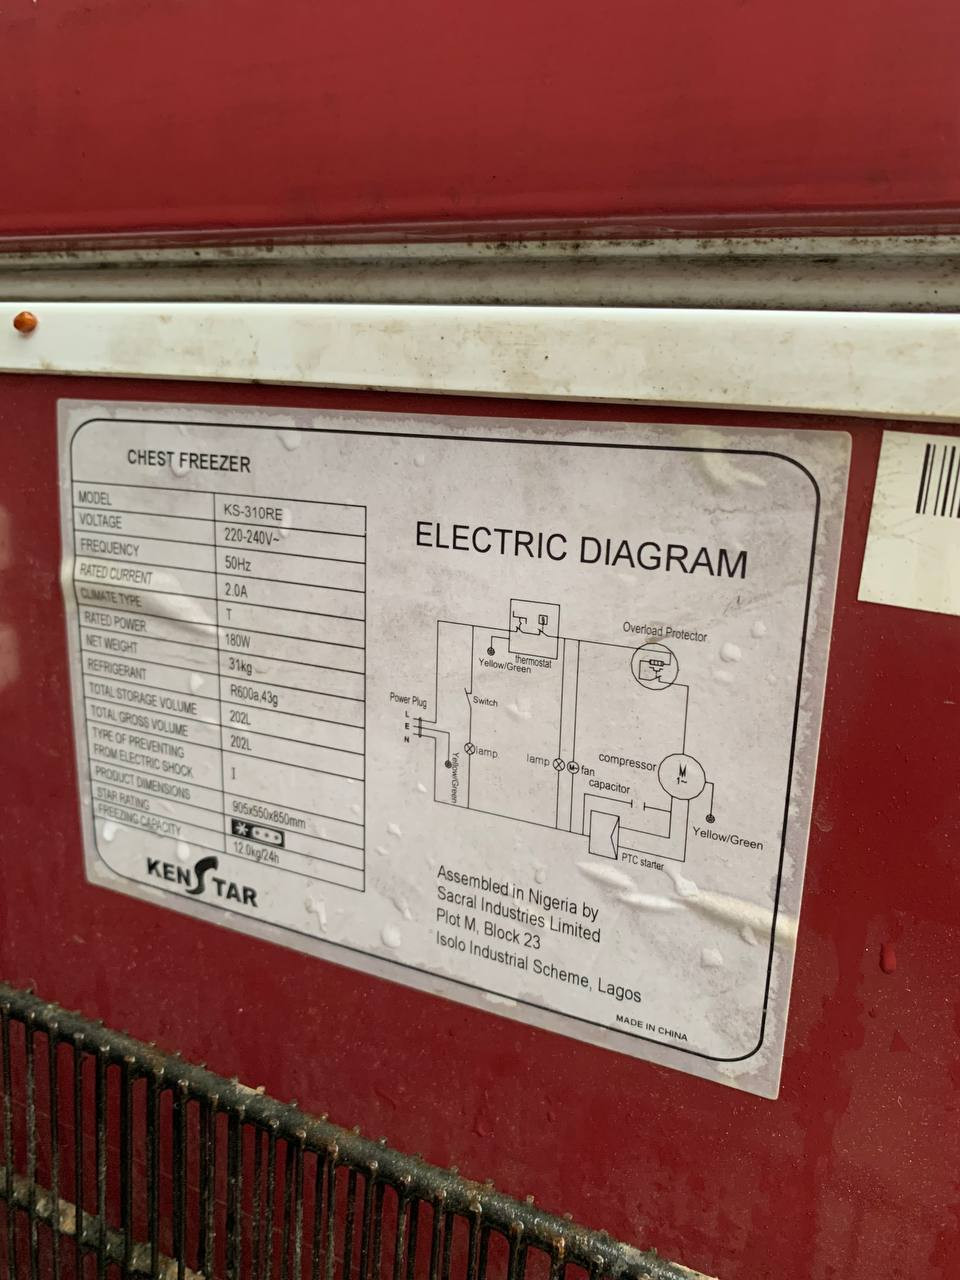 CHEST FREEZER
MODEL KS-310RE
VOLTAGE 220-240V~
FREQUENCY 50Hz
RATED CURRENT 2.0A
CLIMATE TYPE T
RATED POWER 180W
NET WEIGHT 31kg
REFRIGERANT R600a,43g
TOTAL STORAGE VOLUME 202L
TOTAL GROSS VOLUME 202L
TYPE OF PREVENTING
FROM ELECTRIC SHOCK I
PRODUCT DIMENSIONS 905x550x850mm
STAR RATING
FREEZING CAPACITY 12.0kg/24h
KENSTAR
ELECTRIC DIAGRAM
Overload Protector
thermostat
Yellow/Green
Power Plug
L
E
N
Switch
lamp
Yellow/Green
lamp
M
fan
compressor
M
1~
capacitor
Yellow/Green
PTC starter
Assembled in Nigeria by
Sacral Industries Limited
Plot M, Block 23
Isolo Industrial Scheme, Lagos
MADE IN CHINA